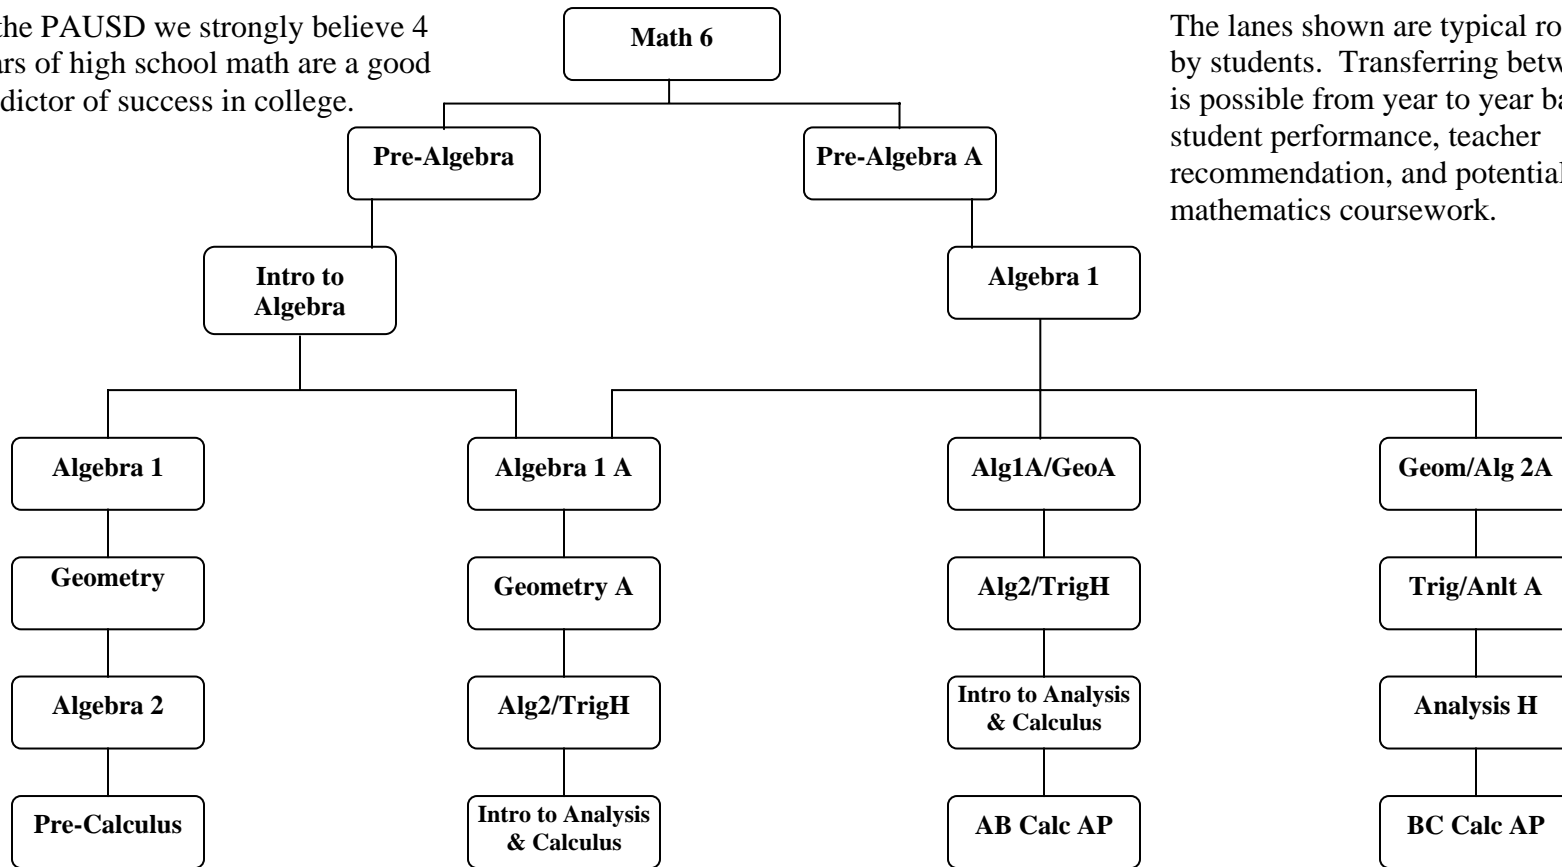 the PAUSD we strongly believe 4
ars of high school math are a good
dictor of success in college.
Math 6
The lanes shown are typical ro
by students. Transferring betw
is possible from year to year ba
student performance, teacher
recommendation, and potential
mathematics coursework.
Pre-Algebra
Pre-Algebra A
Intro to
Algebra
Algebra 1
Algebra 1
Algebra 1 A
Alg1A/GeoA
Geom/Alg 2A
Geometry
Geometry A
Alg2/TrigH
Trig/Anlt A
Algebra 2
Alg2/TrigH
Intro to Analysis
& Calculus
Analysis H
Pre-Calculus
Intro to Analysis
& Calculus
AB Calc AP
BC Calc AP